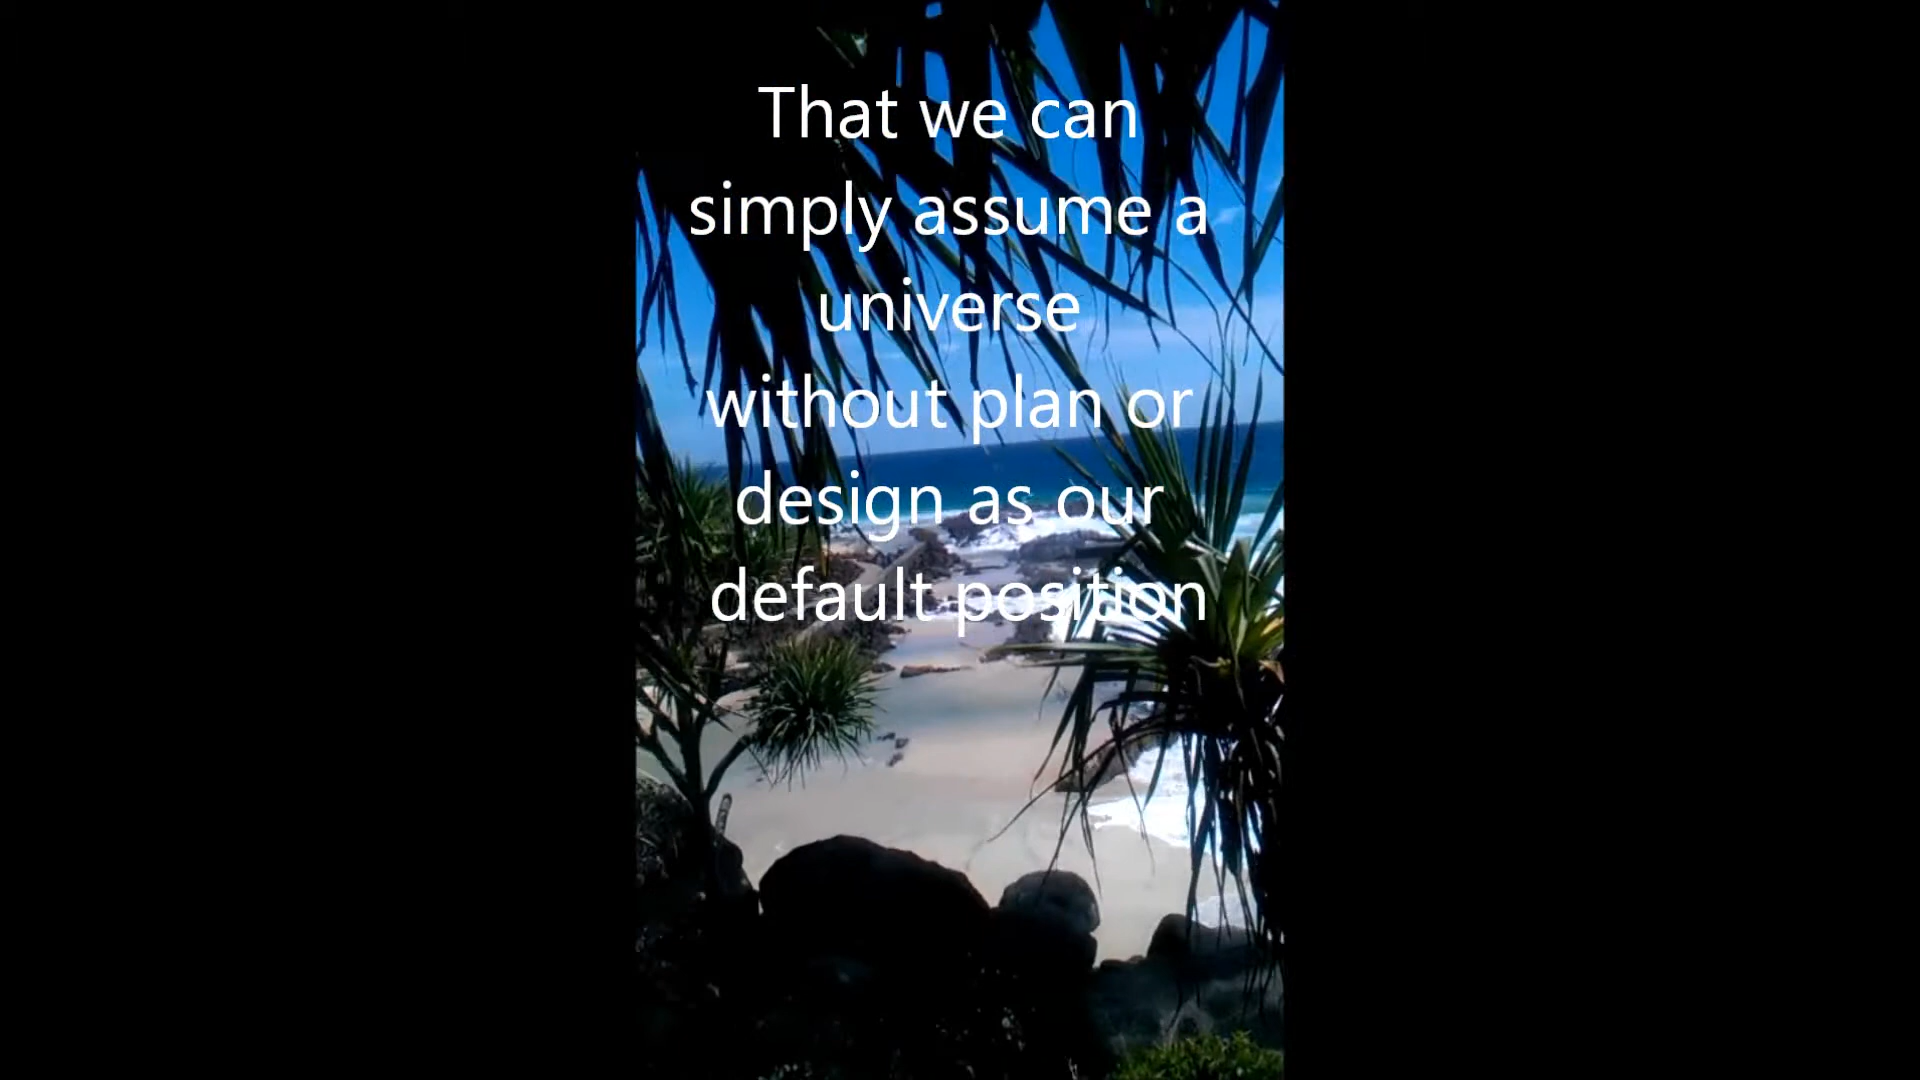 That we can
simply assume a
universe
without plan or
design as our
default position